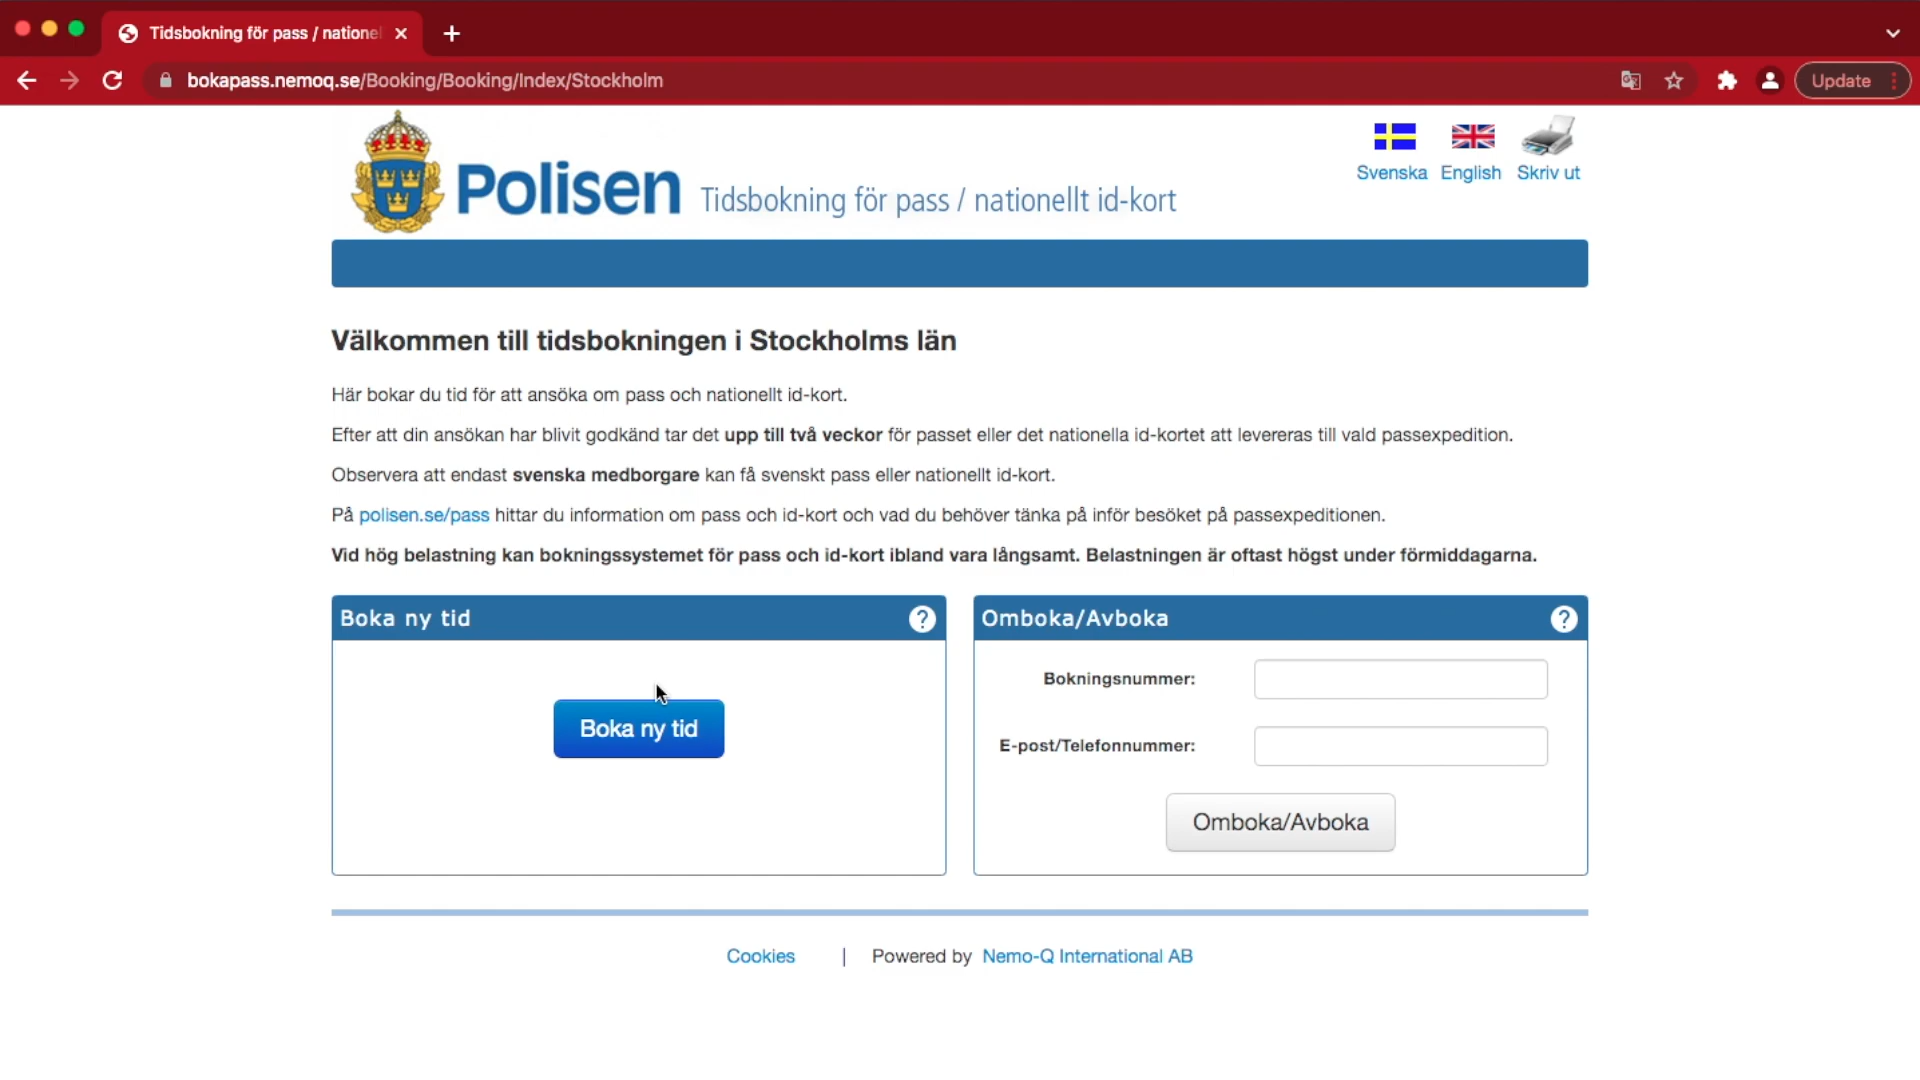 Tidsbokning för pass / nationel
bokapass.nemoq.se/Booking/Booking/Index/Stockholm
Update
Polisen
Tidsbokning för pass / nationellt id-kort
Svenska
English
Skriv ut
Välkommen till tidsbokningen i Stockholms län
Här bokar du tid för att ansöka om pass och nationellt id-kort.
Efter att din ansökan har blivit godkänd tar det upp till två veckor för passet eller det nationella id-kortet att levereras till vald passexpedition.
Observera att endast svenska medborgare kan få svenskt pass eller nationellt id-kort.
På polisen.se/pass hittar du information om pass och id-kort och vad du behöver tänka på inför besöket på passexpeditionen.
Vid hög belastning kan bokningssystemet för pass och id-kort ibland vara långsamt. Belastningen är oftast högst under förmiddagarna.
Boka ny tid
?
Boka ny tid
Omboka/Avboka
?
Bokningsnummer:
E-post/Telefonnummer:
Omboka/Avboka
Cookies | Powered by Nemo-Q International AB